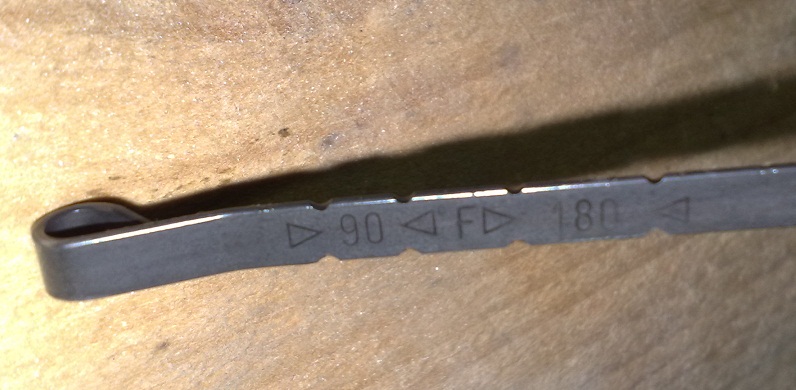 ▷ 90 ◁ F ▷ 180 ◁